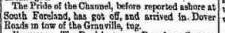 The Pride of the Channel, before reported ashore at
South Foreland, has got off, and arrived in Dover
Roads in tow of the Granville, tug.